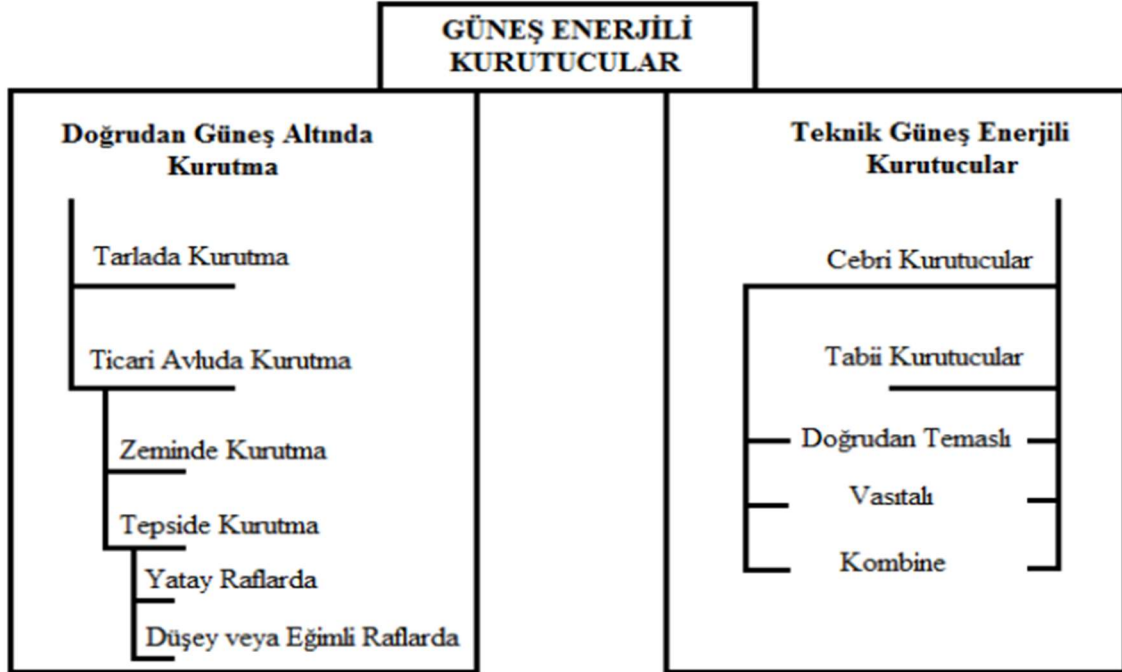 GÜNEŞ ENERJİLİ
KURUTUCULAR
Doğrudan Güneş Altında
Kurutma
Tarlada Kurutma
Ticari Avluda Kurutma
Zeminde Kurutma
Tepside Kurutma
Yatay Raflarda
Düşey veya Eğimli Raflarda
Teknik Güneş Enerjili
Kurutucular
Cebri Kurutucular
Tabii Kurutucular
Doğrudan Temaslı
Vasıtalı
Kombine